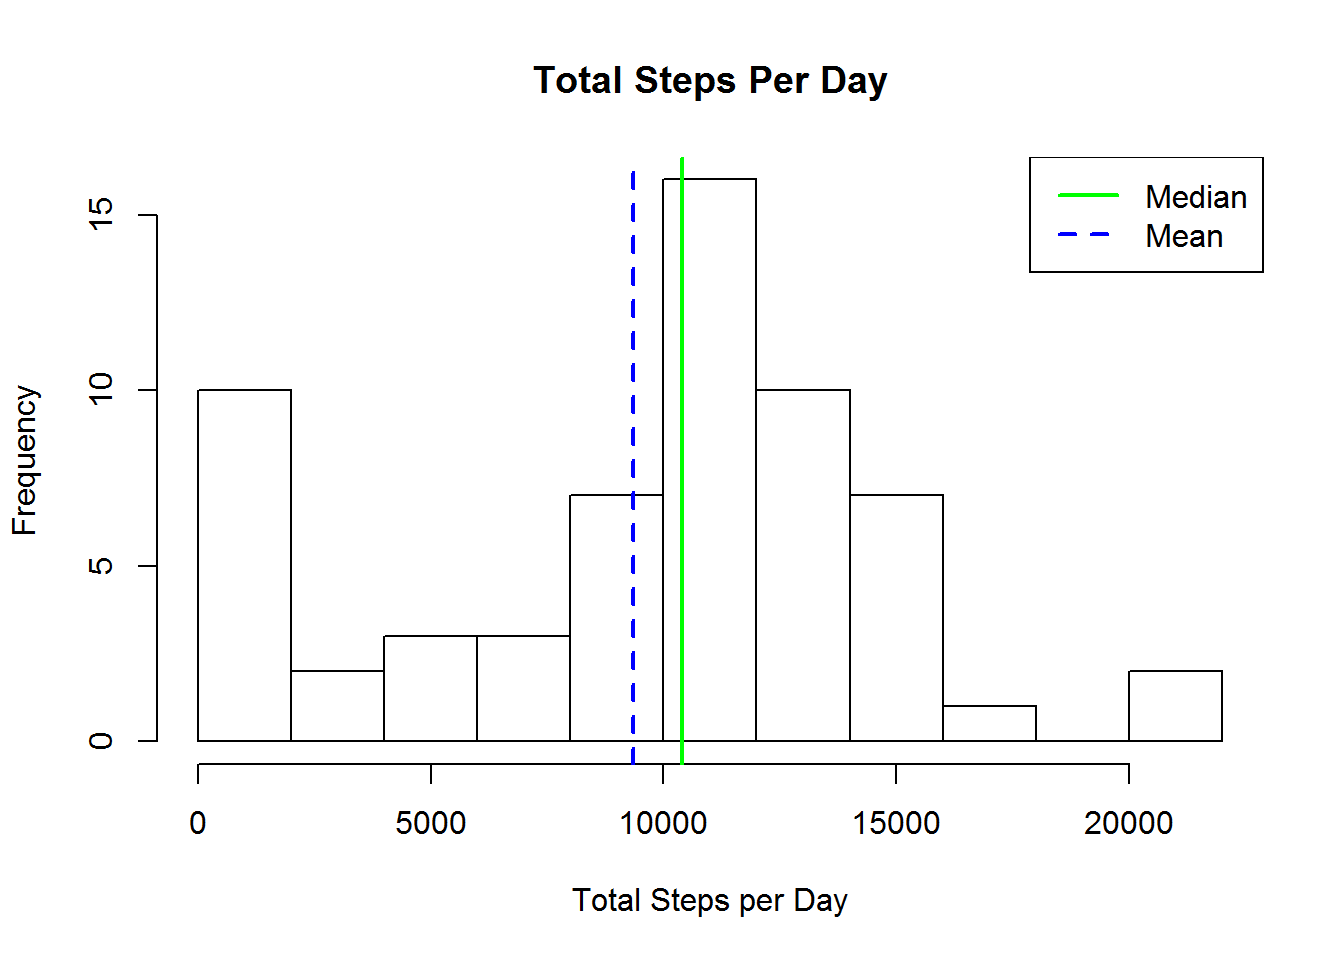 Total Steps Per Day
Median
Mean
Frequency
15
10
5
0
0 5000 10000 15000 20000
Total Steps per Day